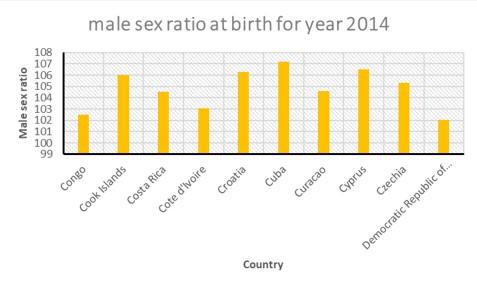 male sex ratio at birth for year 2014
Male sex ratio
108
107
106
105
104
103
102
101
100
99
Congo
Cook Islands
Costa Rica
Cote d'Ivoire
Croatia
Cuba
Curacao
Cyprus
Czechia
Democratic Republic of...
Country